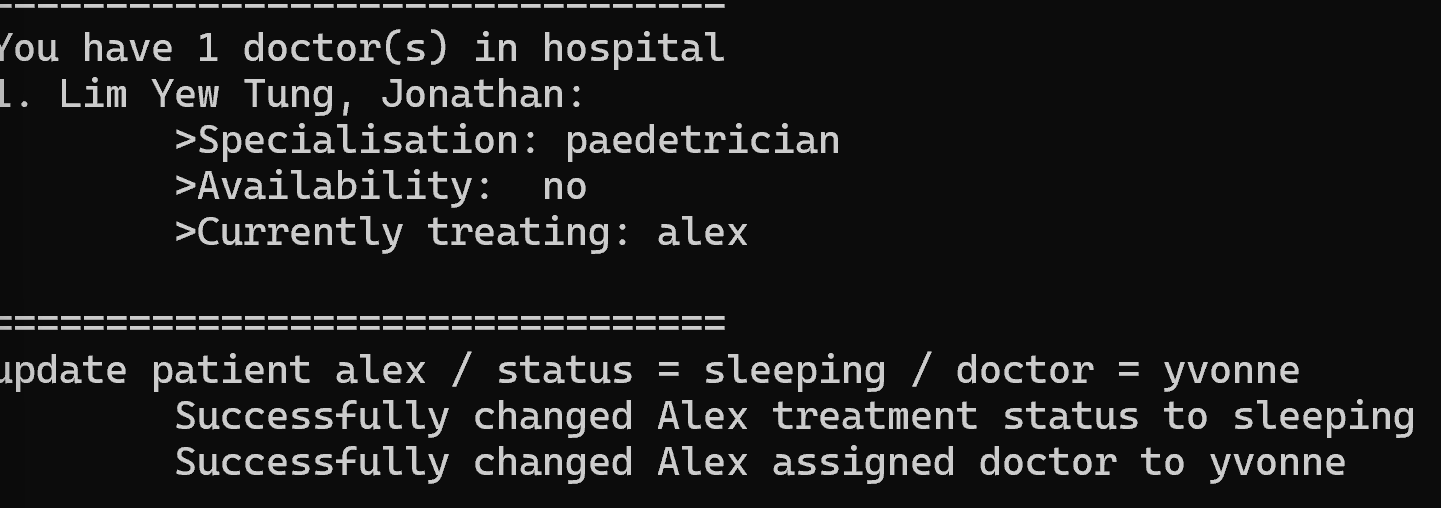 =================================
You have 1 doctor(s) in hospital
1. Lim Yew Tung, Jonathan:
>Specialisation: paedetrician
>Availability:  no
>Currently treating: alex
=================================
update patient alex / status = sleeping / doctor = yvonne
Successfully changed Alex treatment status to sleeping
Successfully changed Alex assigned doctor to yvonne